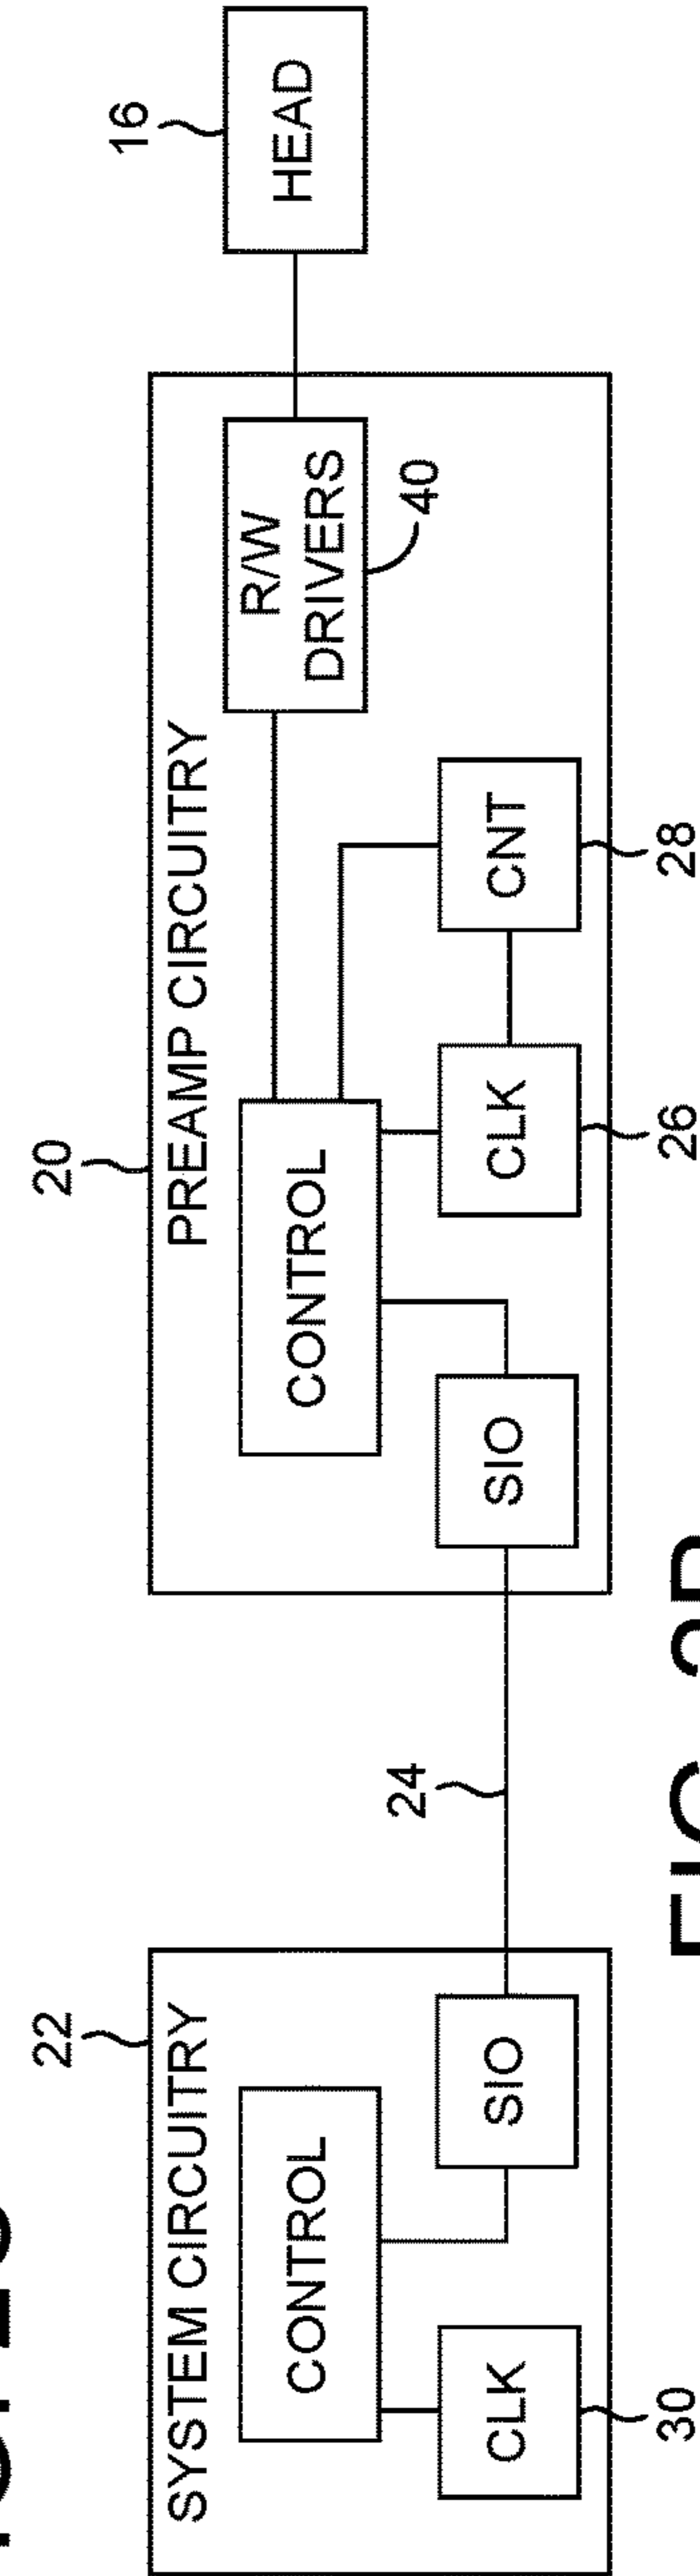 22
SYSTEM CIRCUITRY
CONTROL
CLK
SIO
30
24
20
PREAMP CIRCUITRY
CONTROL
SIO
CLK
CNT
26
28
R/W
DRIVERS
40
16
HEAD